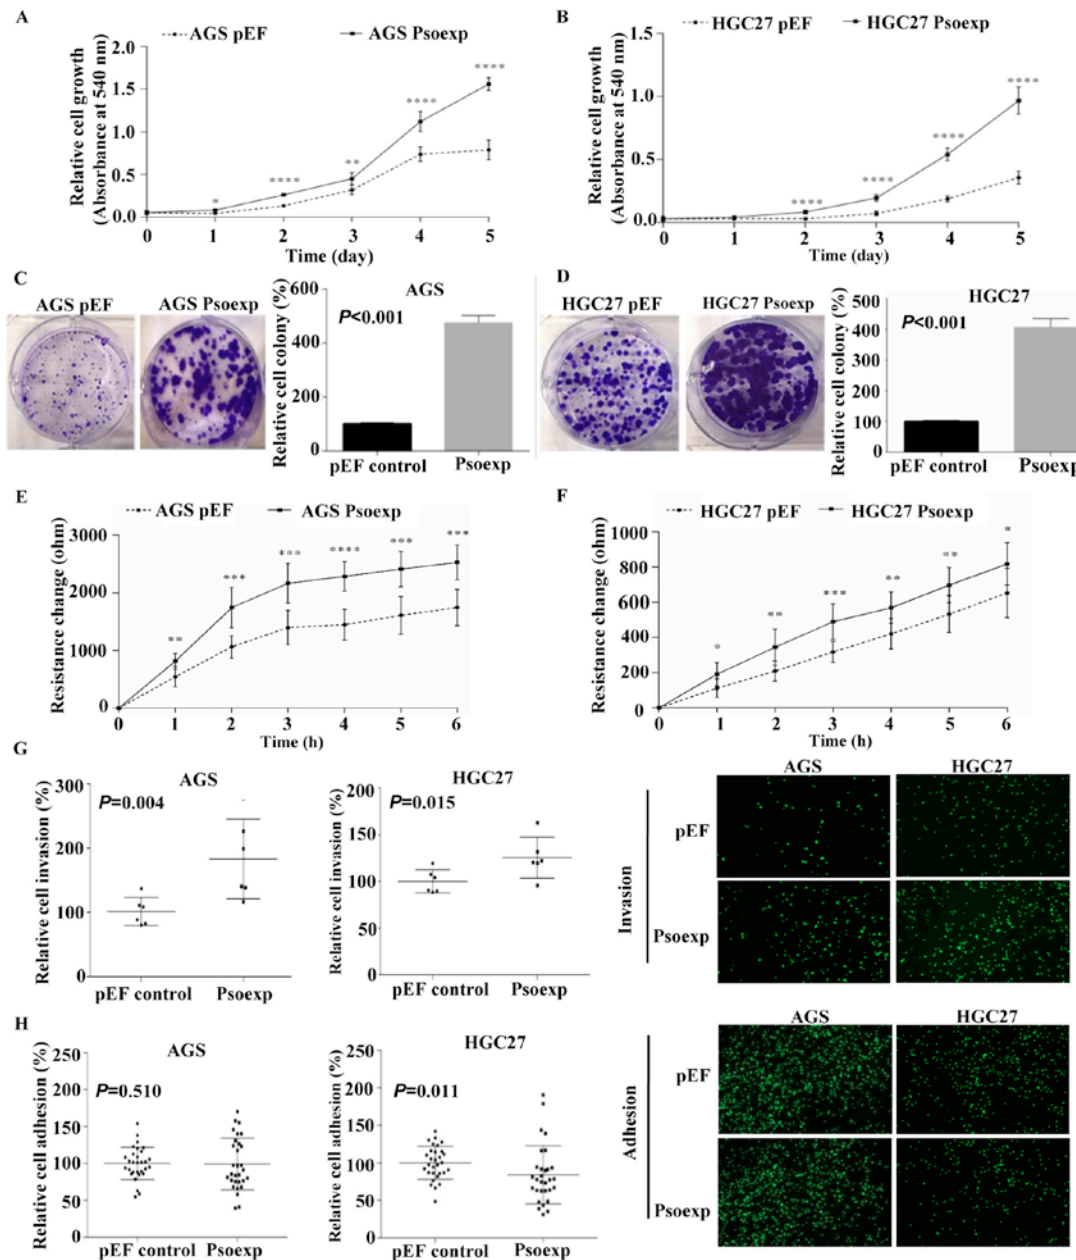 A
AGS pEF
AGS Psoexp
Relative cell growth
(Absorbance at 540 nm)
2.0
1.5
1.0
0.5
0.0
*
****
**
****
****
0
1
2
3
4
5
Time (day)
B
HGC27 pEF
HGC27 Psoexp
Relative cell growth
(Absorbance at 540 nm)
1.5
1.0
0.5
0.0
****
****
****
****
0
1
2
3
4
5
Time (day)
C
AGS pEF
AGS Psoexp
Relative cell colony (%)
600
400
200
0
AGS
P<0.001
pEF control
Psoexp
D
HGC27 pEF
HGC27 Psoexp
Relative cell colony (%)
500
400
300
200
100
0
HGC27
P<0.001
pEF control
Psoexp
E
AGS pEF
AGS Psoexp
Resistance change (ohm)
3000
2000
1000
0
**
***
***
****
***
***
0
1
2
3
4
5
6
Time (h)
F
HGC27 pEF
HGC27 Psoexp
Resistance change (ohm)
1000
800
600
400
200
0
*
**
***
**
**
*
0
1
2
3
4
5
6
Time (h)
G
AGS
Relative cell invasion (%)
300
200
100
0
P=0.004
pEF control
Psoexp
HGC27
Relative cell invasion (%)
200
150
100
50
0
P=0.015
pEF control
Psoexp
AGS
HGC27
Invasion
pEF
Psoexp
H
AGS
Relative cell adhesion (%)
250
200
150
100
50
0
P=0.510
pEF control
Psoexp
HGC27
Relative cell adhesion (%)
250
200
150
100
50
0
P=0.011
pEF control
Psoexp
AGS
HGC27
Adhesion
pEF
Psoexp